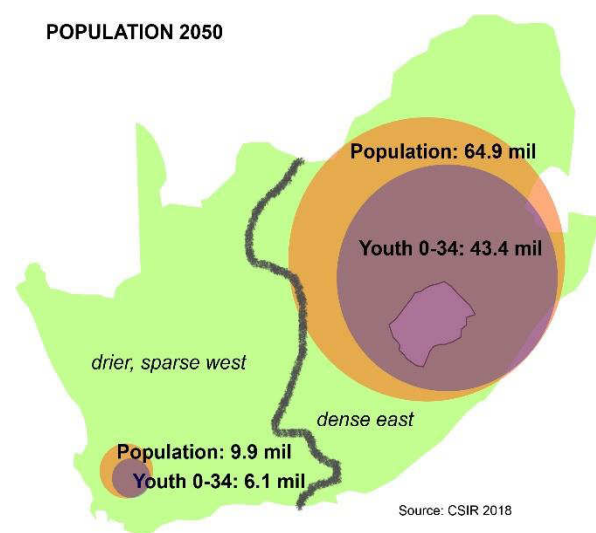 POPULATION 2050
Population: 64.9 mil
Youth 0-34: 43.4 mil
drier, sparse west
dense east
Population: 9.9 mil
Youth 0-34: 6.1 mil
Source: CSIR 2018